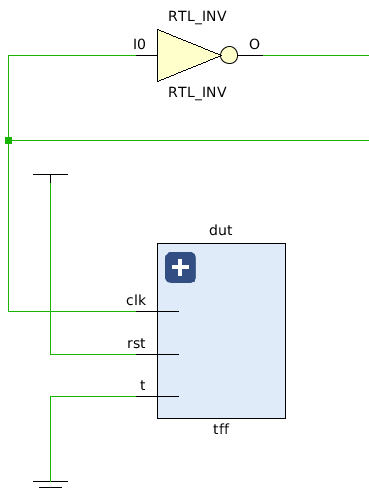 RTL_INV
I0
O
RTL_INV
dut
clk
rst
t
tff